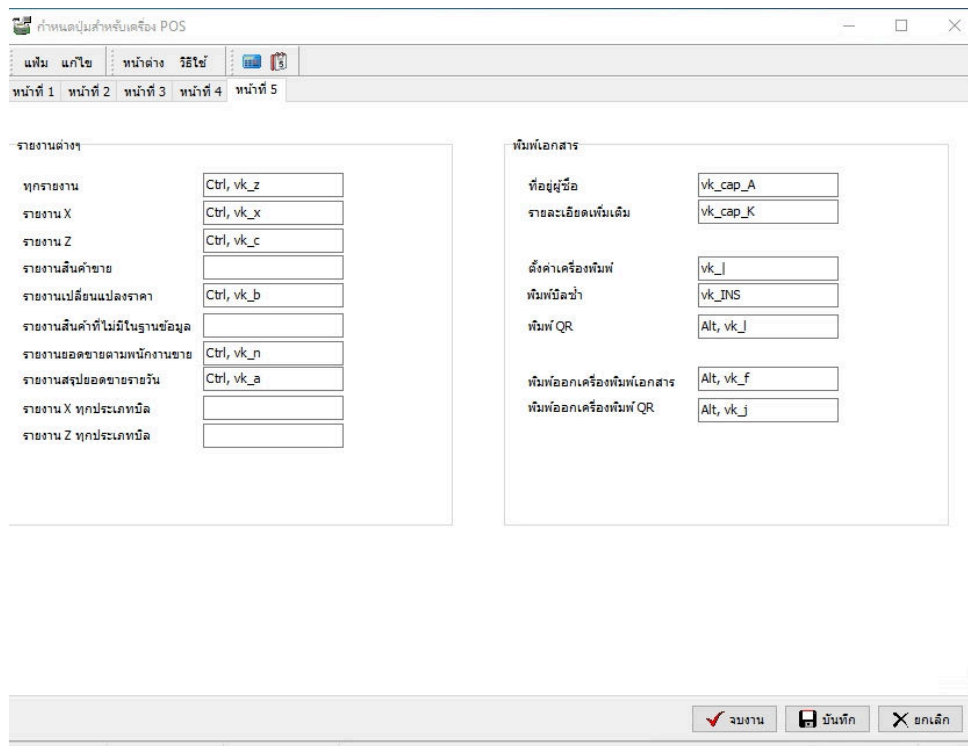 กำหนดปุ่มสำหรับเครื่อง POS
แฟ้ม แก้ไข หน้าต่าง วิธีใช้
หน้าที่ 1 หน้าที่ 2 หน้าที่ 3 หน้าที่ 4 หน้าที่ 5
รายงานต่างๆ
ทุกรายงาน Ctrl, vk_z
รายงาน X Ctrl, vk_x
รายงาน Z Ctrl, vk_c
รายงานสินค้าขาย
รายงานเปลี่ยนแปลงราคา Ctrl, vk_b
รายงานสินค้าที่ไม่มีในฐานข้อมูล
รายงานยอดขายตามพนักงานขาย Ctrl, vk_n
รายงานสรุปยอดขายรายวัน Ctrl, vk_a
รายงาน X ทุกประเภทบิล
รายงาน Z ทุกประเภทบิล
พิมพ์เอกสาร
ที่อยู่ผู้ซื้อ vk_cap_A
รายละเอียดเพิ่มเติม vk_cap_K
ตั้งค่าเครื่องพิมพ์ vk_|
พิมพ์บิลซ้ำ vk_INS
พิมพ์ QR Alt, vk_l
พิมพ์ออกเครื่องพิมพ์เอกสาร Alt, vk_f
พิมพ์ออกเครื่องพิมพ์ QR Alt, vk_j
จบงาน บันทึก ยกเลิก